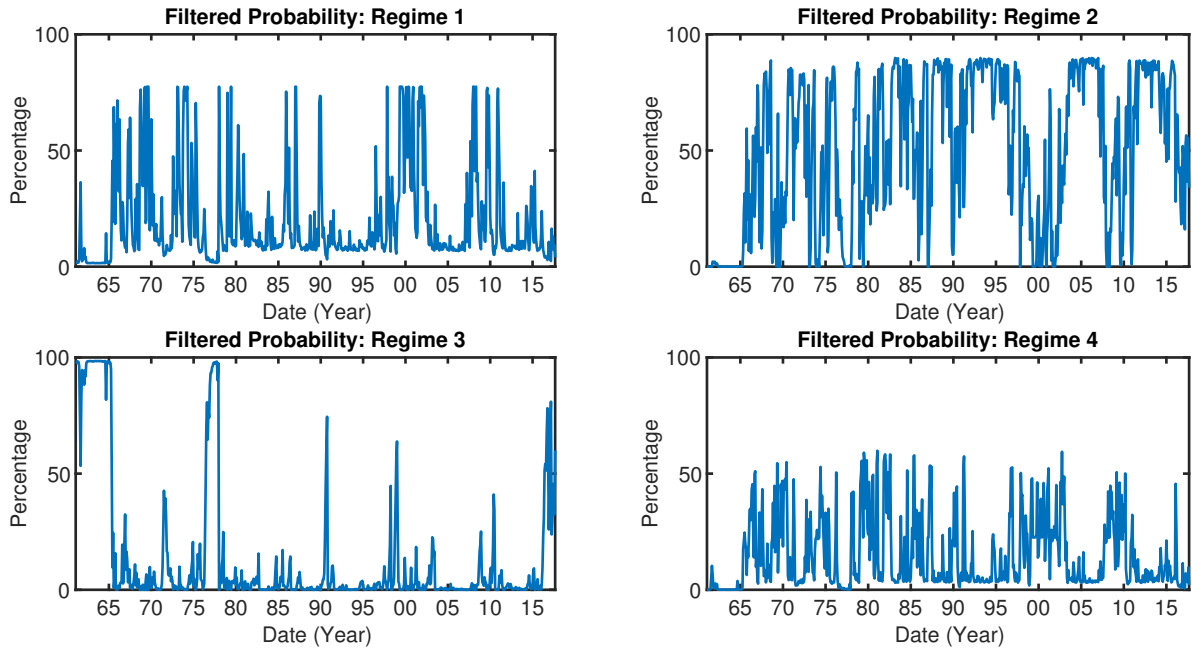 Filtered Probability: Regime 1
100
50
0
Percentage
65 70 75 80 85 90 95 00 05 10 15
Date (Year)
Filtered Probability: Regime 2
100
50
0
Percentage
65 70 75 80 85 90 95 00 05 10 15
Date (Year)
Filtered Probability: Regime 3
100
50
0
Percentage
65 70 75 80 85 90 95 00 05 10 15
Date (Year)
Filtered Probability: Regime 4
100
50
0
Percentage
65 70 75 80 85 90 95 00 05 10 15
Date (Year)